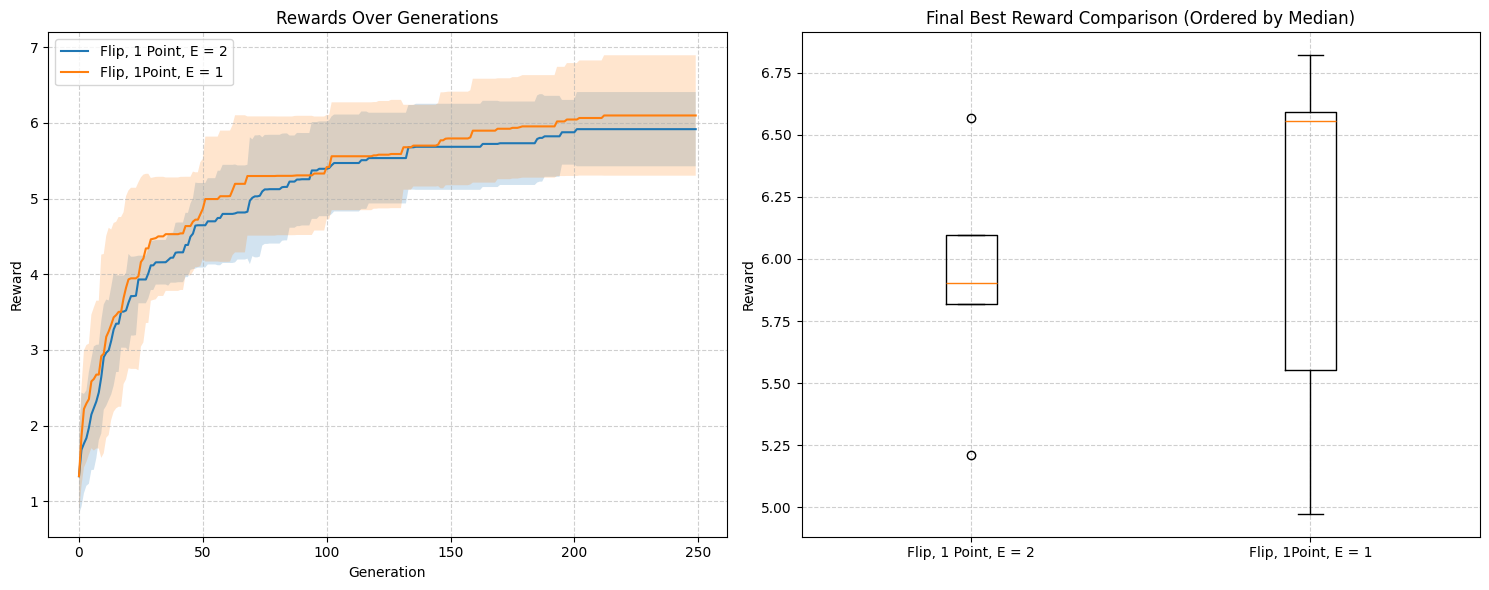 Rewards Over Generations
Flip, 1 Point, E = 2
Flip, 1Point, E = 1
Reward
7
6
5
4
3
2
1
0 50 100 150 200 250
Generation
Final Best Reward Comparison (Ordered by Median)
Reward
6.75
6.50
6.25
6.00
5.75
5.50
5.25
5.00
Flip, 1 Point, E = 2 Flip, 1Point, E = 1